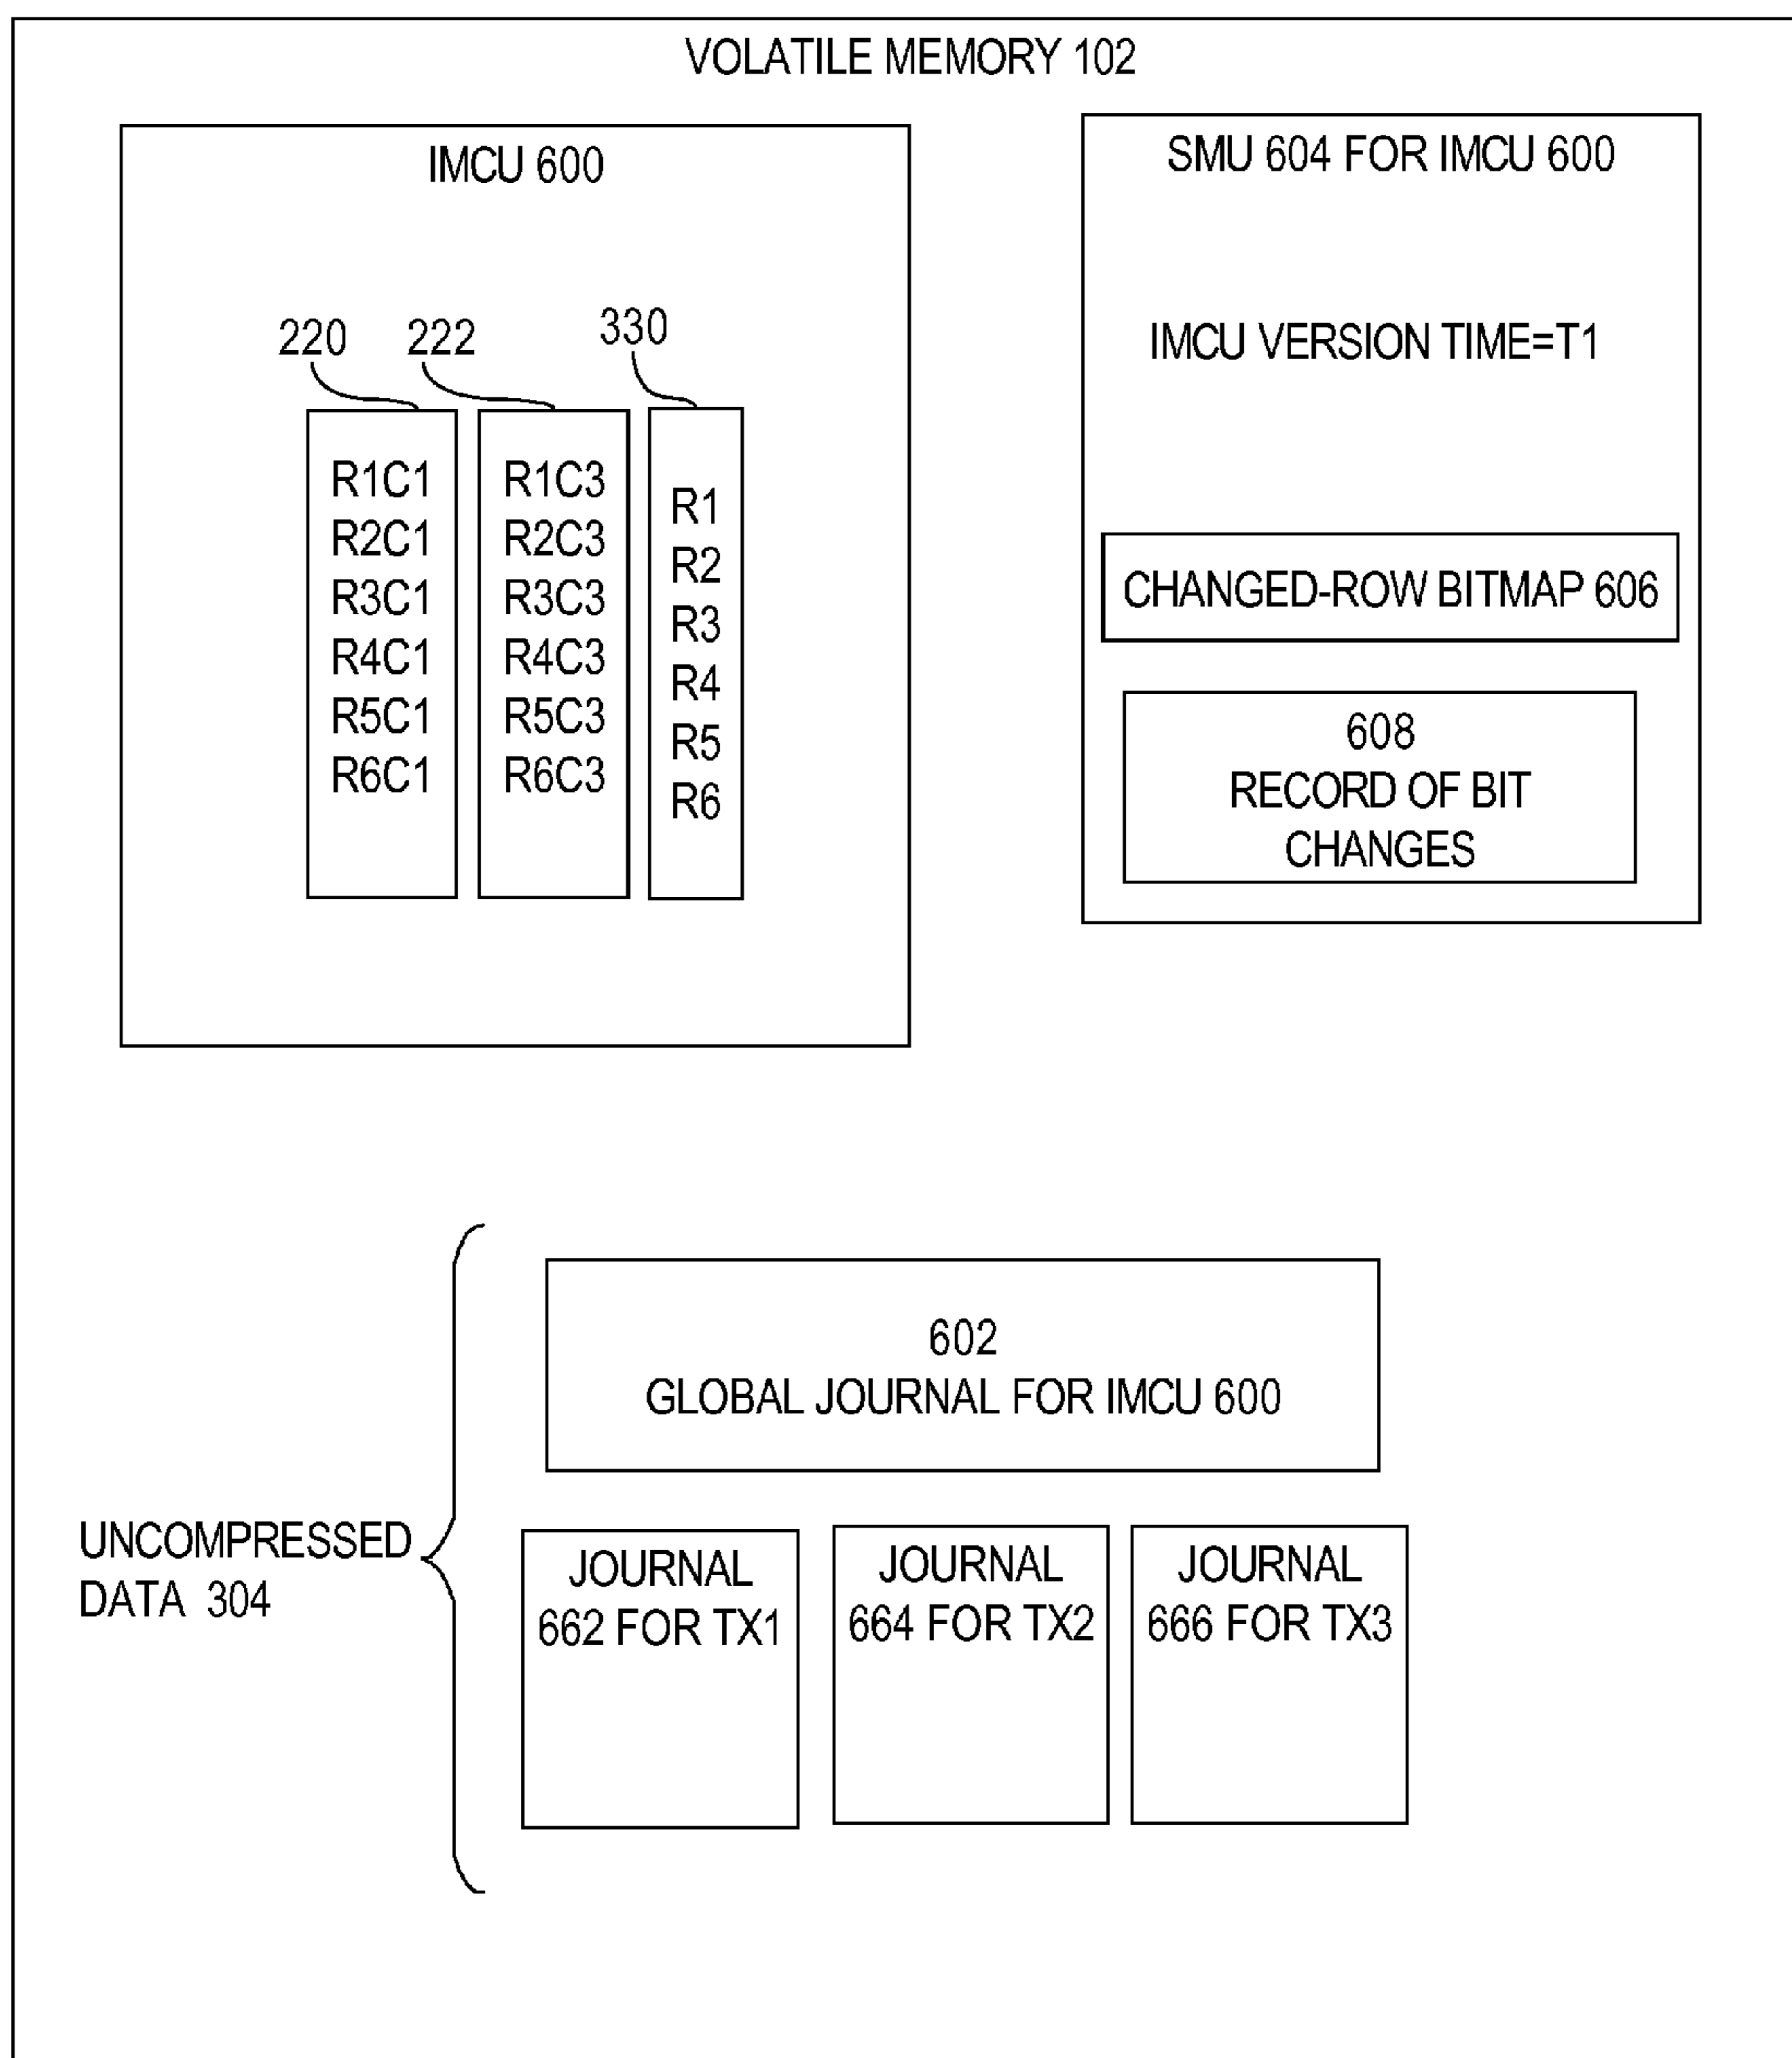 VOLATILE MEMORY 102
IMCU 600
220
222
330
R1C1
R2C1
R3C1
R4C1
R5C1
R6C1
R1C3
R2C3
R3C3
R4C3
R5C3
R6C3
R1
R2
R3
R4
R5
R6
SMU 604 FOR IMCU 600
IMCU VERSION TIME=T1
CHANGED-ROW BITMAP 606
608
RECORD OF BIT
CHANGES
UNCOMPRESSED
DATA 304
602
GLOBAL JOURNAL FOR IMCU 600
JOURNAL
662 FOR TX1
JOURNAL
664 FOR TX2
JOURNAL
666 FOR TX3